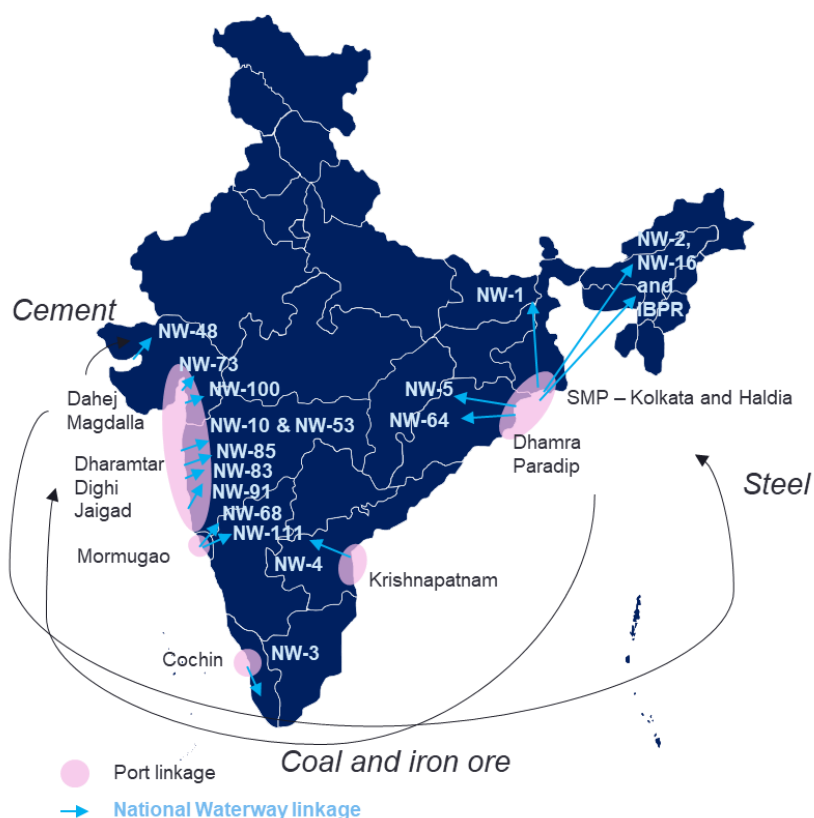 NW-2,
NW-16
and
IBPR
NW-1
Cement
NW-48
NW-73
NW-100
NW-5
SMP – Kolkata and Haldia
Dahej
Magdalla
NW-10 & NW-53
NW-64
Dhamra
Paradip
NW-85
Dharamtar
Dighi
Jaigad
NW-83
NW-91
Steel
NW-68
NW-111
Mormugao
NW-4
Krishnapatnam
Cochin
NW-3
Coal and iron ore
Port linkage
National Waterway linkage